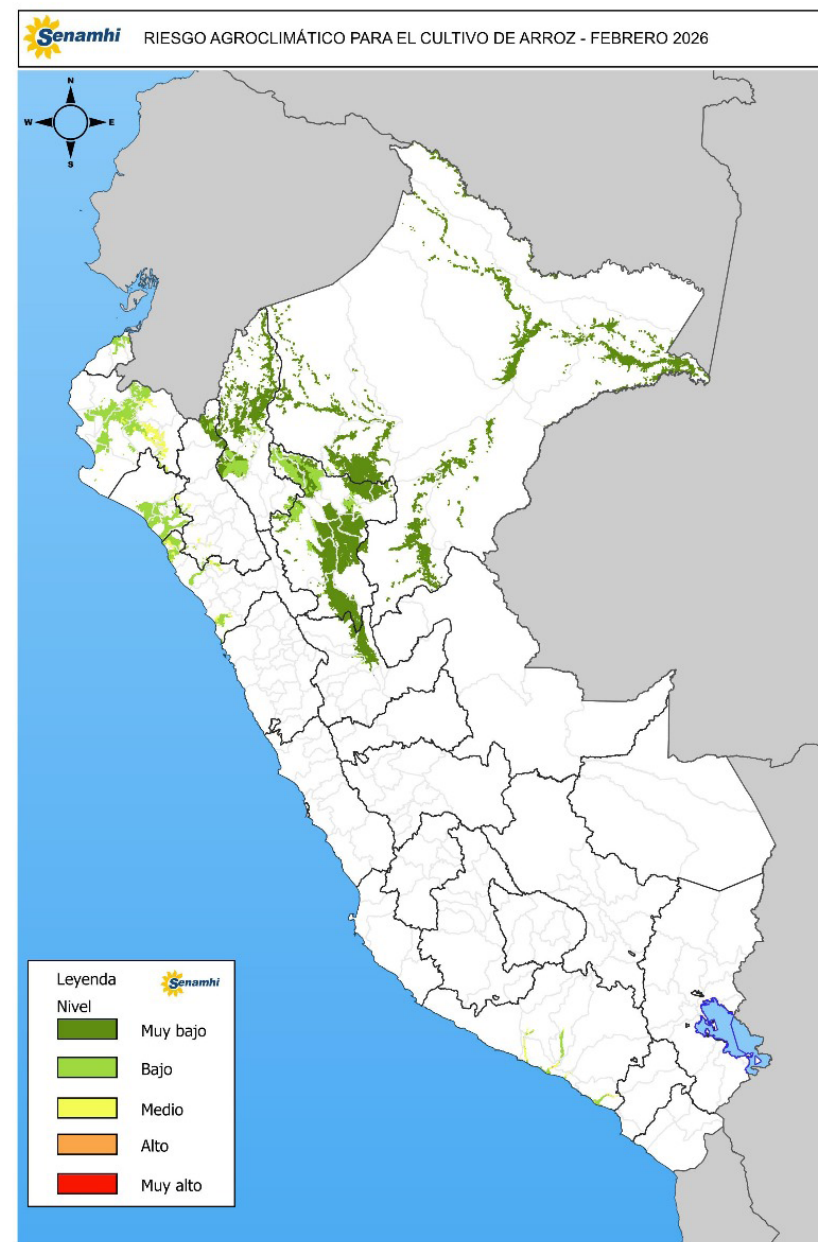 Senamhi
RIESGO AGROCLIMÁTICO PARA EL CULTIVO DE ARROZ - FEBRERO 2026
N
W E
S
Leyenda Senamhi
Nivel
Muy bajo
Bajo
Medio
Alto
Muy alto